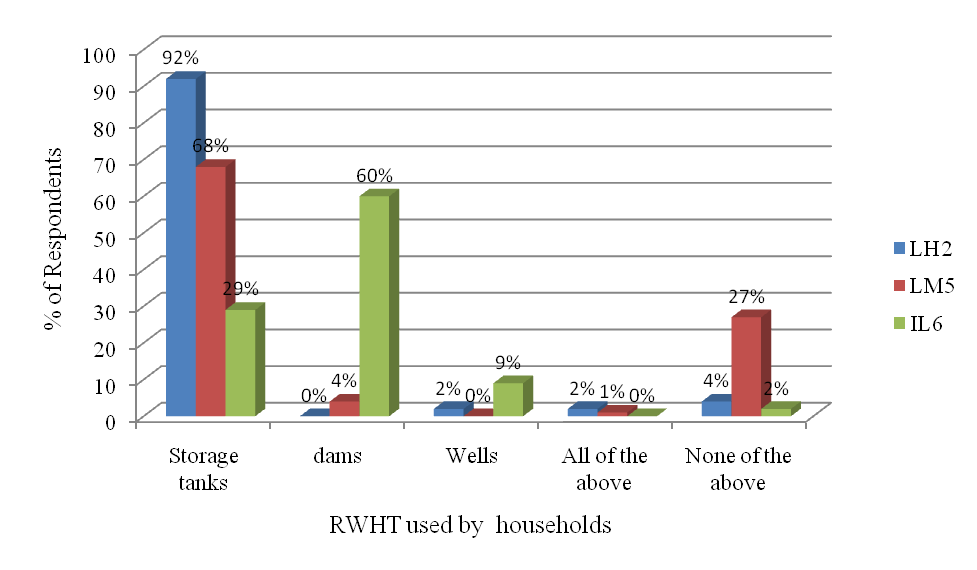 100
90
80
70
60
50
40
30
20
10
0
% of Respondents
92%
68%
29%
0%
4%
60%
2%
0%
9%
2%
1%
0%
4%
27%
2%
Storage
tanks
dams
Wells
All of the
above
None of the
above
RWHT used by households
LH2
LM5
IL6